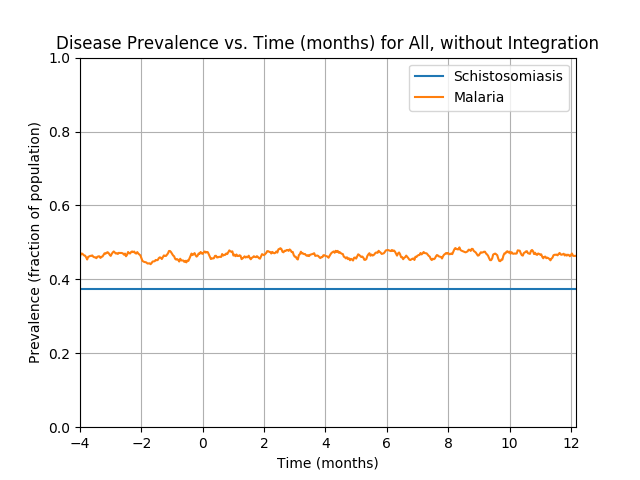 Disease Prevalence vs. Time (months) for All, without Integration
Schistosomiasis
Malaria
Prevalence (fraction of population)
1.0
0.8
0.6
0.4
0.2
0.0
−4 −2 0 2 4 6 8 10 12
Time (months)